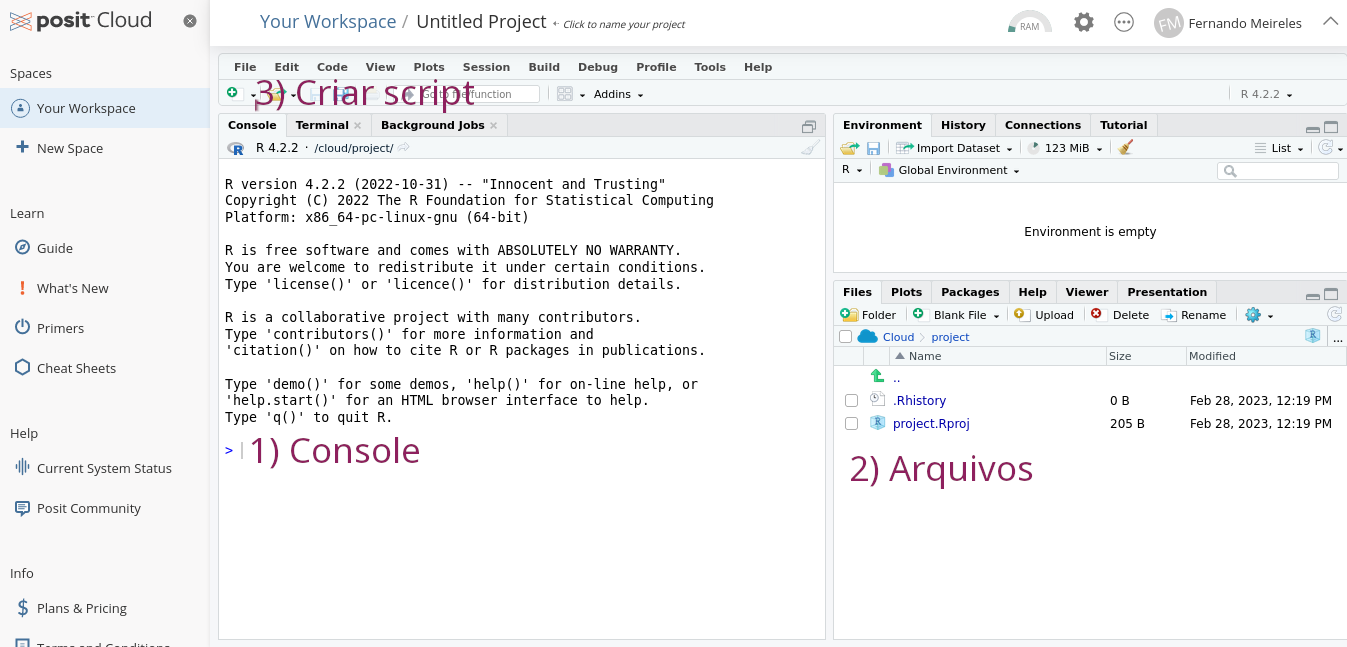 posit Cloud
Your Workspace / Untitled Project ← Click to name your project
RAM
FM Fernando Meireles
Spaces
Your Workspace
New Space
Learn
Guide
What's New
Primers
Cheat Sheets
Help
Current System Status
Posit Community
Info
Plans & Pricing
Terms and Conditions
File Edit Code View Plots Session Build Debug Profile Tools Help
3) Criar script
Go to file/function
Addins
R 4.2.2
Console Terminal Background Jobs
R 4.2.2 · /cloud/project/
R version 4.2.2 (2022-10-31) -- "Innocent and Trusting"
Copyright (C) 2022 The R Foundation for Statistical Computing
Platform: x86_64-pc-linux-gnu (64-bit)
R is free software and comes with ABSOLUTELY NO WARRANTY.
You are welcome to redistribute it under certain conditions.
Type 'license()' or 'licence()' for distribution details.
R is a collaborative project with many contributors.
Type 'contributors()' for more information and
'citation()' on how to cite R or R packages in publications.
Type 'demo()' for some demos, 'help()' for on-line help, or
'help.start()' for an HTML browser interface to help.
Type 'q()' to quit R.
>
1) Console
Environment History Connections Tutorial
Import Dataset 123 MiB List
R Global Environment
Environment is empty
Files Plots Packages Help Viewer Presentation
Folder Blank File Upload Delete Rename
Cloud project ...
Name Size Modified
..
.Rhistory 0 B Feb 28, 2023, 12:19 PM
project.Rproj 205 B Feb 28, 2023, 12:19 PM
2) Arquivos